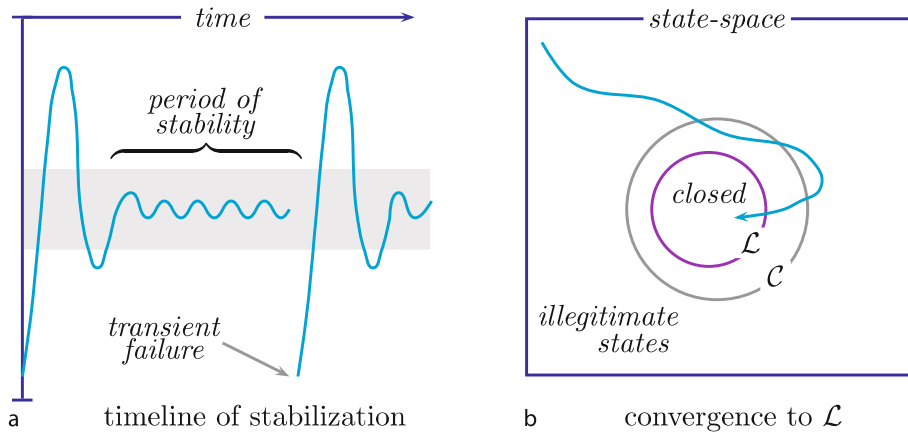 time
period of
stability
transient
failure
a
timeline of stabilization
state-space
closed
ℒ
𝒞
illegitimate
states
b
convergence to ℒ